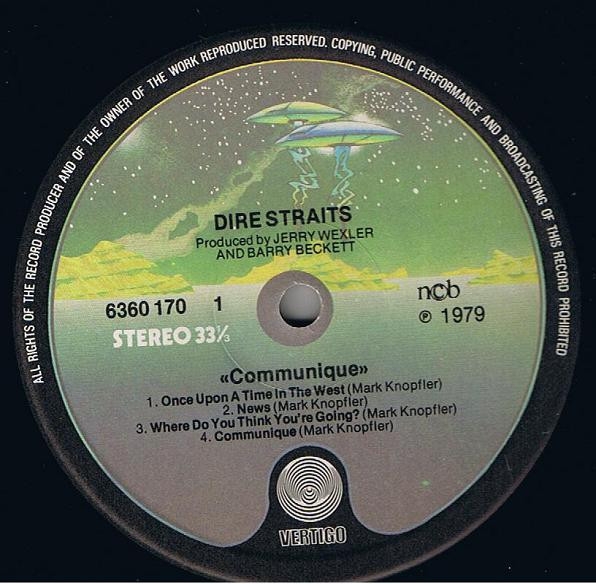 ALL RIGHTS OF THE RECORD PRODUCER AND OF THE OWNER OF THE WORK REPRODUCED RESERVED. COPYING, PUBLIC PERFORMANCE AND BROADCASTING OF THIS RECORD PROHIBITED
DIRE STRAITS
Produced by JERRY WEXLER
AND BARRY BECKETT
6360 170 1
ncb
STEREO 33⅓
℗ 1979
«Communique»
1. Once Upon A Time In The West (Mark Knopfler)
2. News (Mark Knopfler)
3. Where Do You Think You're Going? (Mark Knopfler)
4. Communique (Mark Knopfler)
VERTIGO